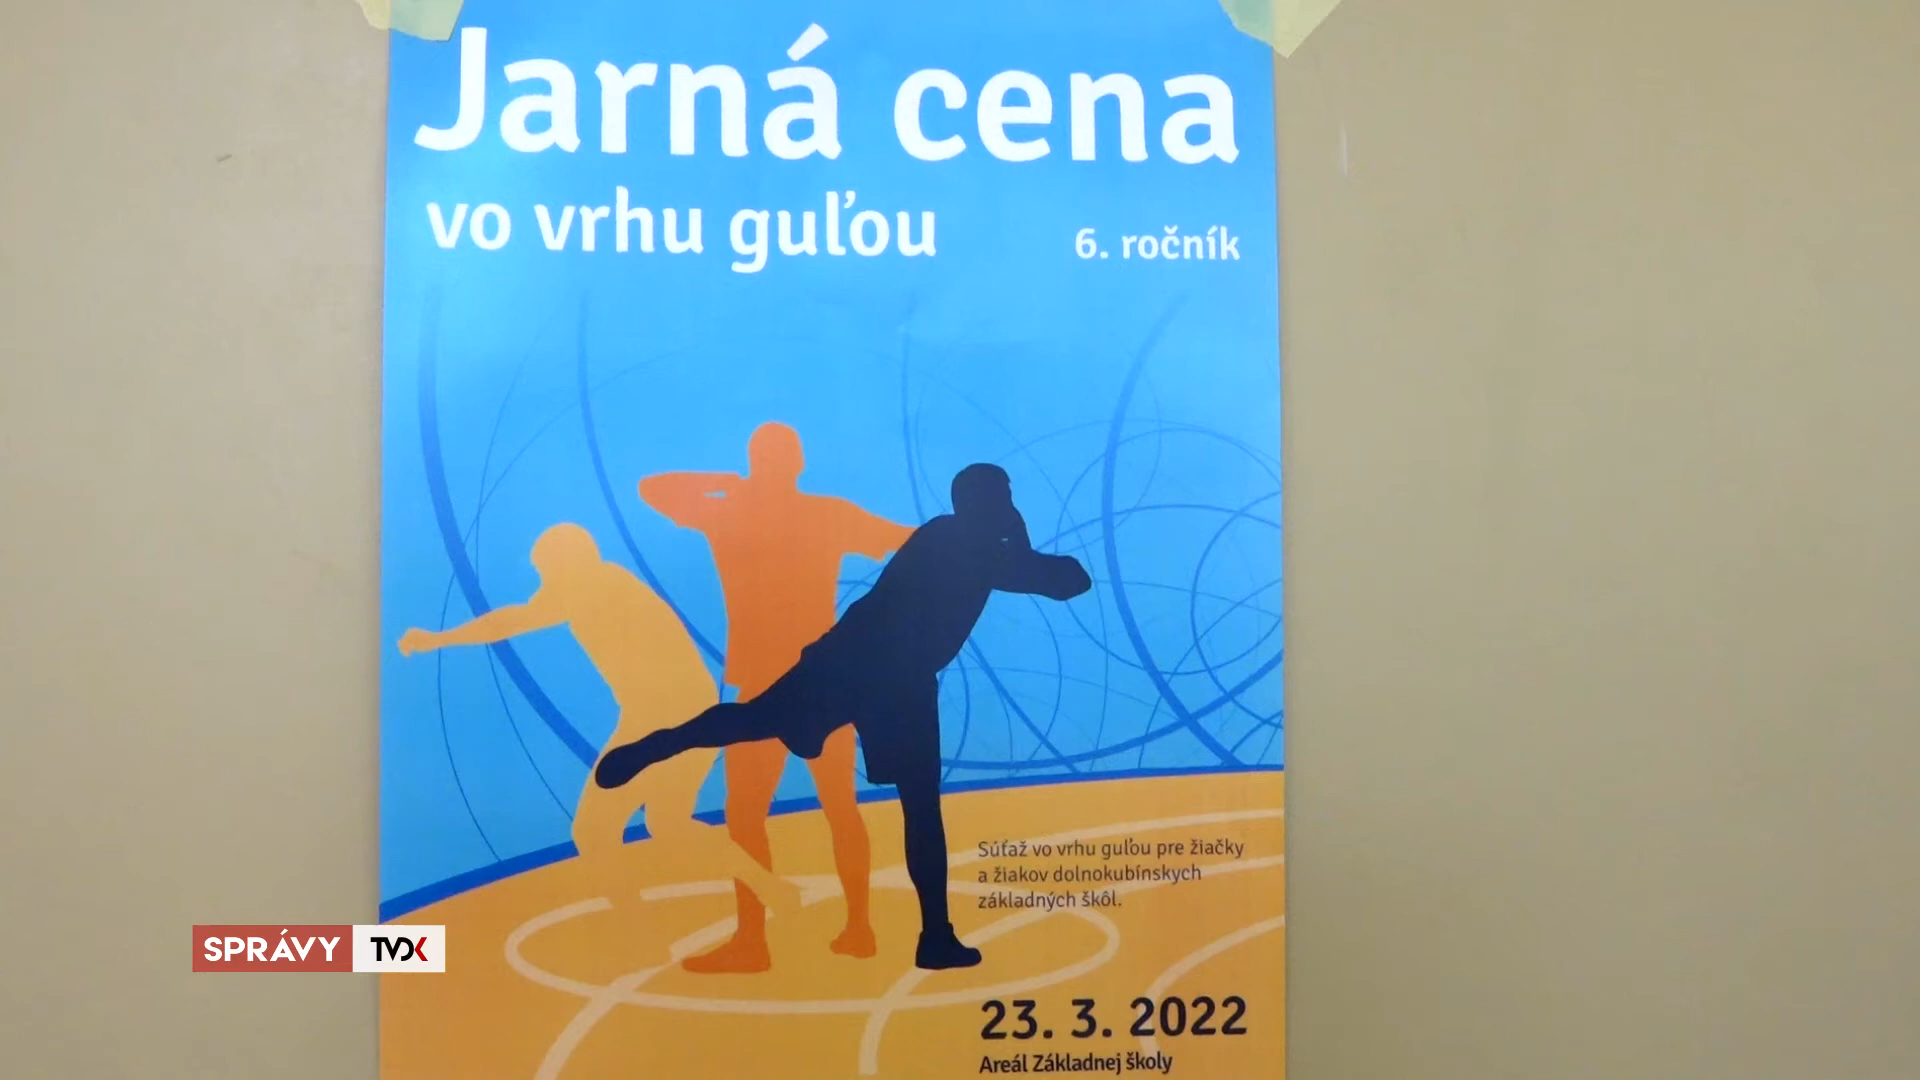 Jarná cena
vo vrhu guľou
6. ročník
Súťaž vo vrhu guľou pre žiačky
a žiakov dolnokubínskych
základných škôl.
23. 3. 2022
Areál Základnej školy
SPRÁVY TVDK